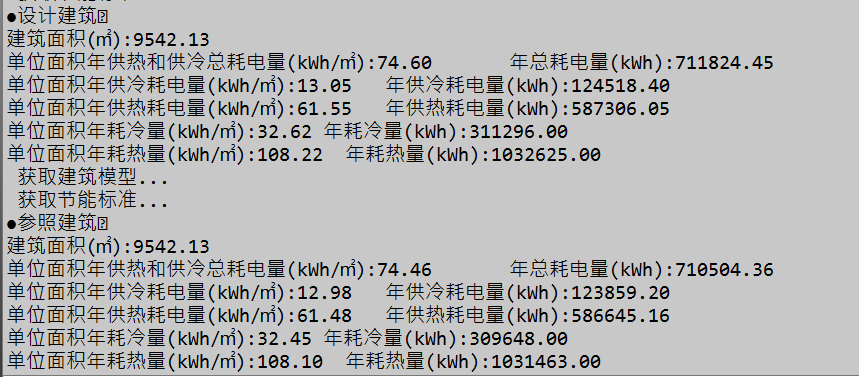 ●设计建筑
建筑面积(㎡):9542.13
单位面积年供热和供冷总耗电量(kWh/㎡):74.60 年总耗电量(kWh):711824.45
单位面积年供冷耗电量(kWh/㎡):13.05 年供冷耗电量(kWh):124518.40
单位面积年供热耗电量(kWh/㎡):61.55 年供热耗电量(kWh):587306.05
单位面积年耗冷量(kWh/㎡):32.62 年耗冷量(kWh):311296.00
单位面积年耗热量(kWh/㎡):108.22 年耗热量(kWh):1032625.00
获取建筑模型...
获取节能标准...
●参照建筑
建筑面积(㎡):9542.13
单位面积年供热和供冷总耗电量(kWh/㎡):74.46 年总耗电量(kWh):710504.36
单位面积年供冷耗电量(kWh/㎡):12.98 年供冷耗电量(kWh):123859.20
单位面积年供热耗电量(kWh/㎡):61.48 年供热耗电量(kWh):586645.16
单位面积年耗冷量(kWh/㎡):32.45 年耗冷量(kWh):309648.00
单位面积年耗热量(kWh/㎡):108.10 年耗热量(kWh):1031463.00